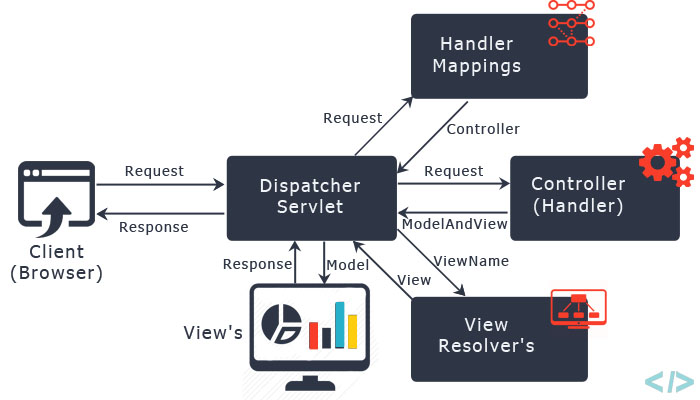 Handler
Mappings
Request
Controller
Request
Dispatcher
Servlet
Request
Controller
(Handler)
Response
ModelAndView
Client
(Browser)
Response
Model
View
ViewName
View's
View
Resolver's
</>